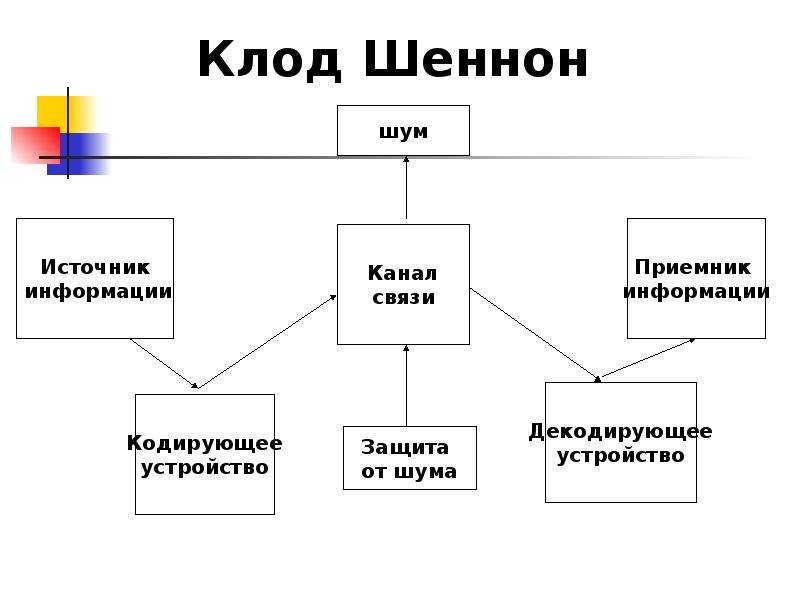 Клод Шеннон
шум
Источник
информации
Канал
связи
Приемник
информации
Кодирующее
устройство
Защита
от шума
Декодирующее
устройство